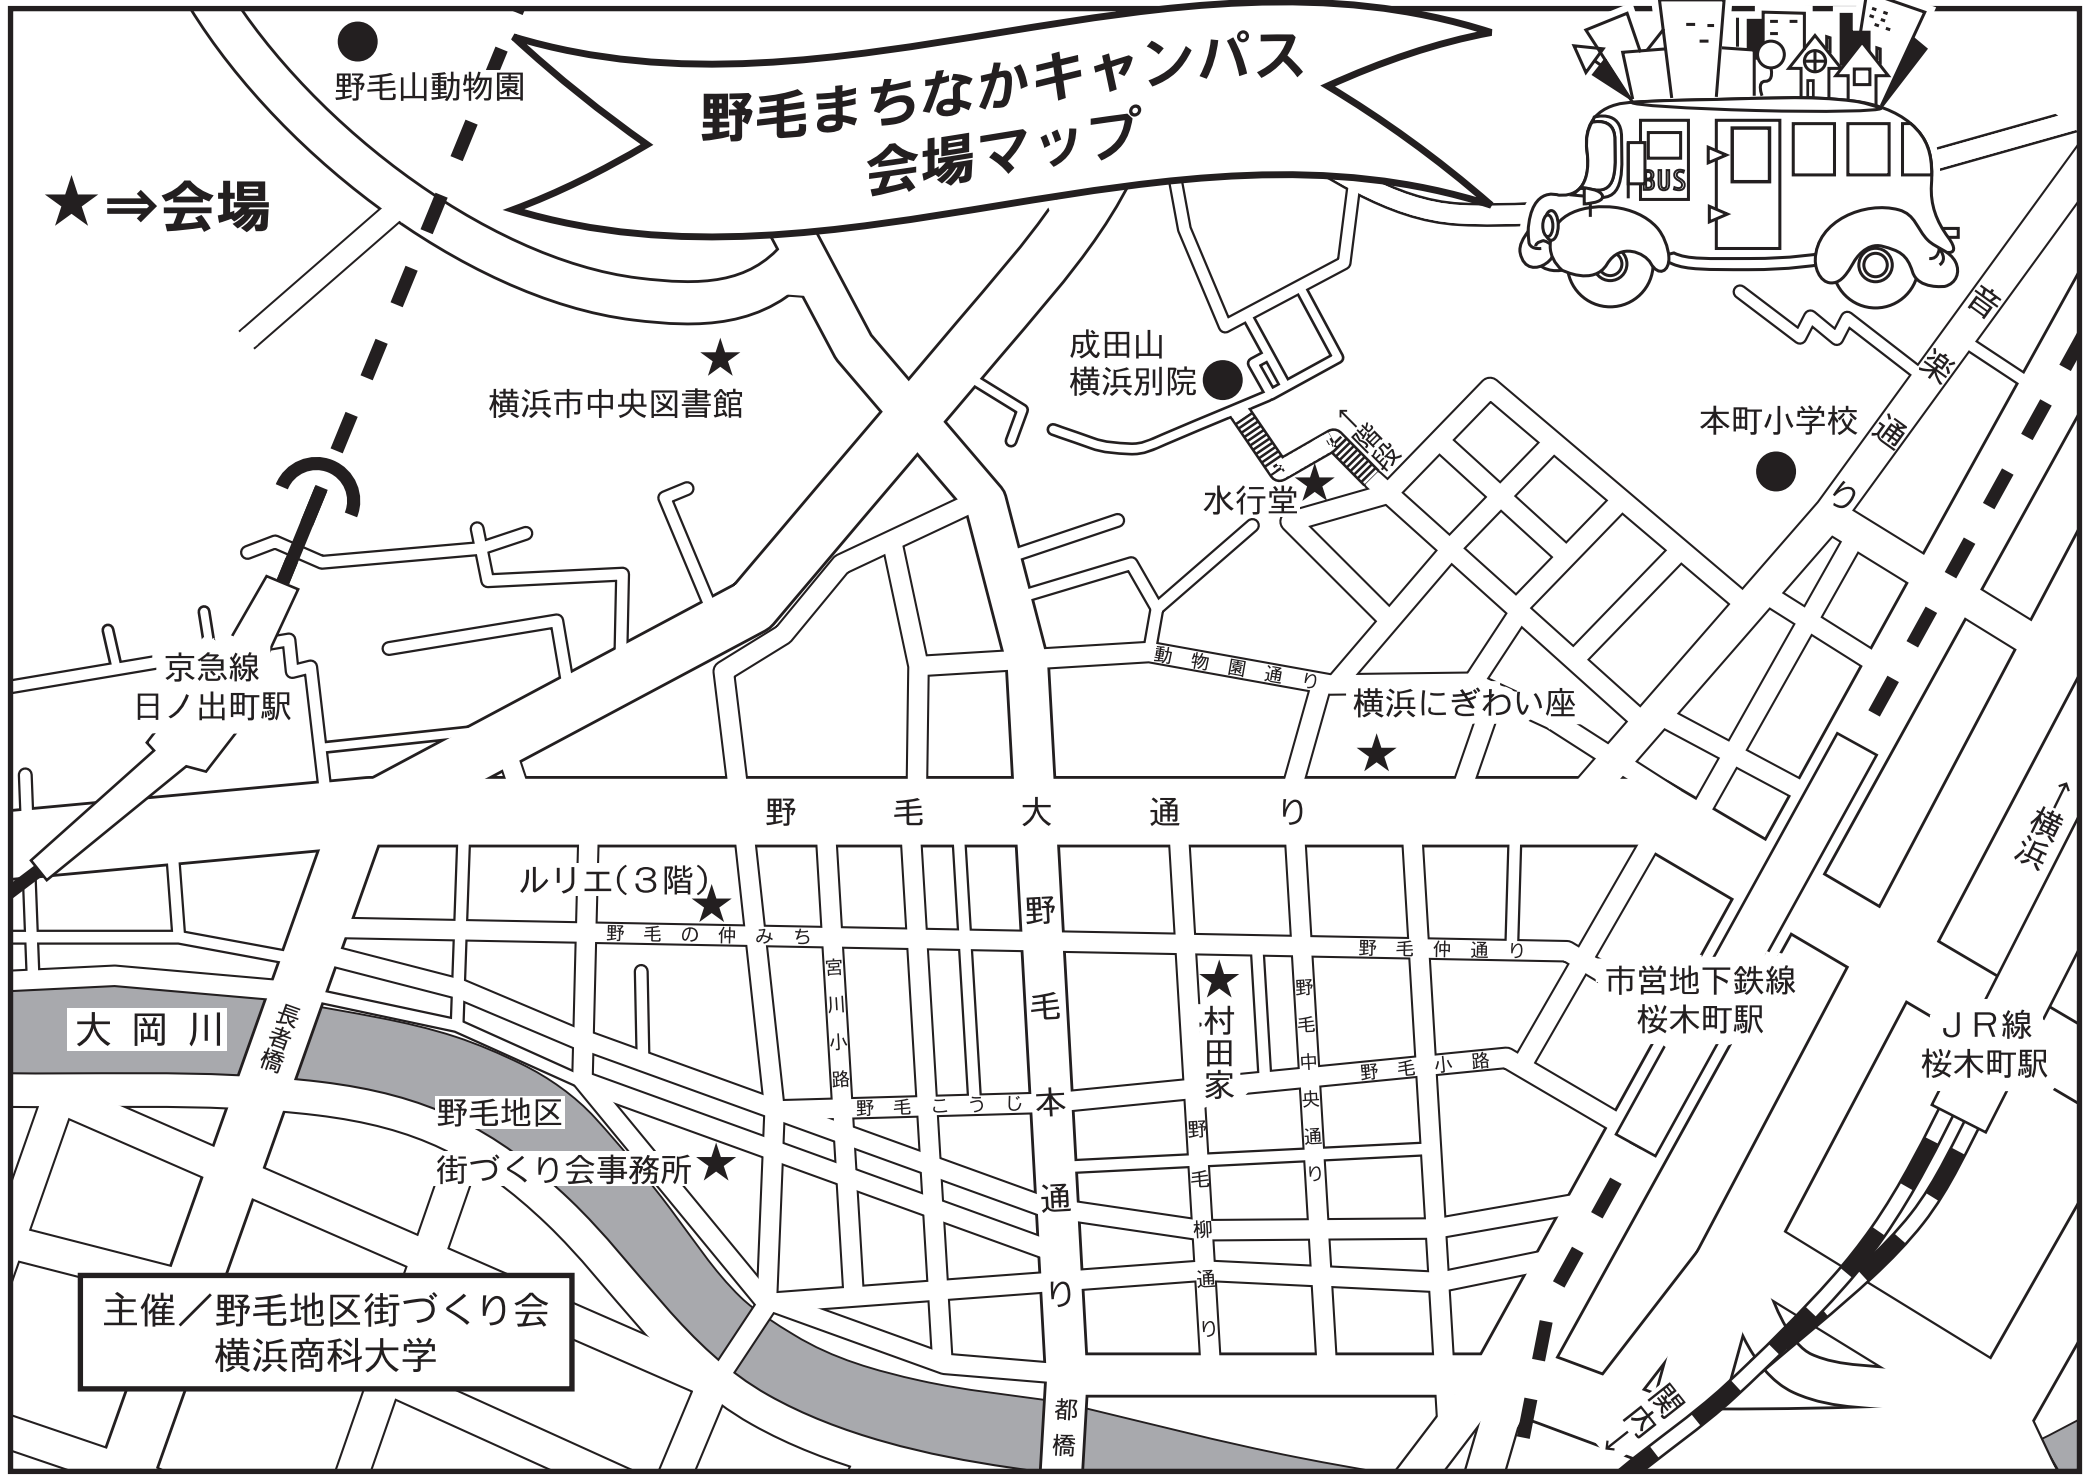 野毛まちなかキャンパス
会場マップ
野毛山動物園
★⇒会場
BUS
音楽通り
成田山
横浜別院
横浜市中央図書館
本町小学校
←階段
水行堂
京急線
日ノ出町駅
動物園通り
横浜にぎわい座
野毛大通り
←横浜
ルリエ(3階)
野毛の仲みち
野毛仲通り
宮川小路
野毛本通り
村田家
野毛中央通り
市営地下鉄線
桜木町駅
JR線
桜木町駅
大岡川
長者橋
野毛小路
野毛こうじ
野毛地区
街づくり会事務所
野毛柳通り
主催/野毛地区街づくり会
横浜商科大学
都橋
関内
←